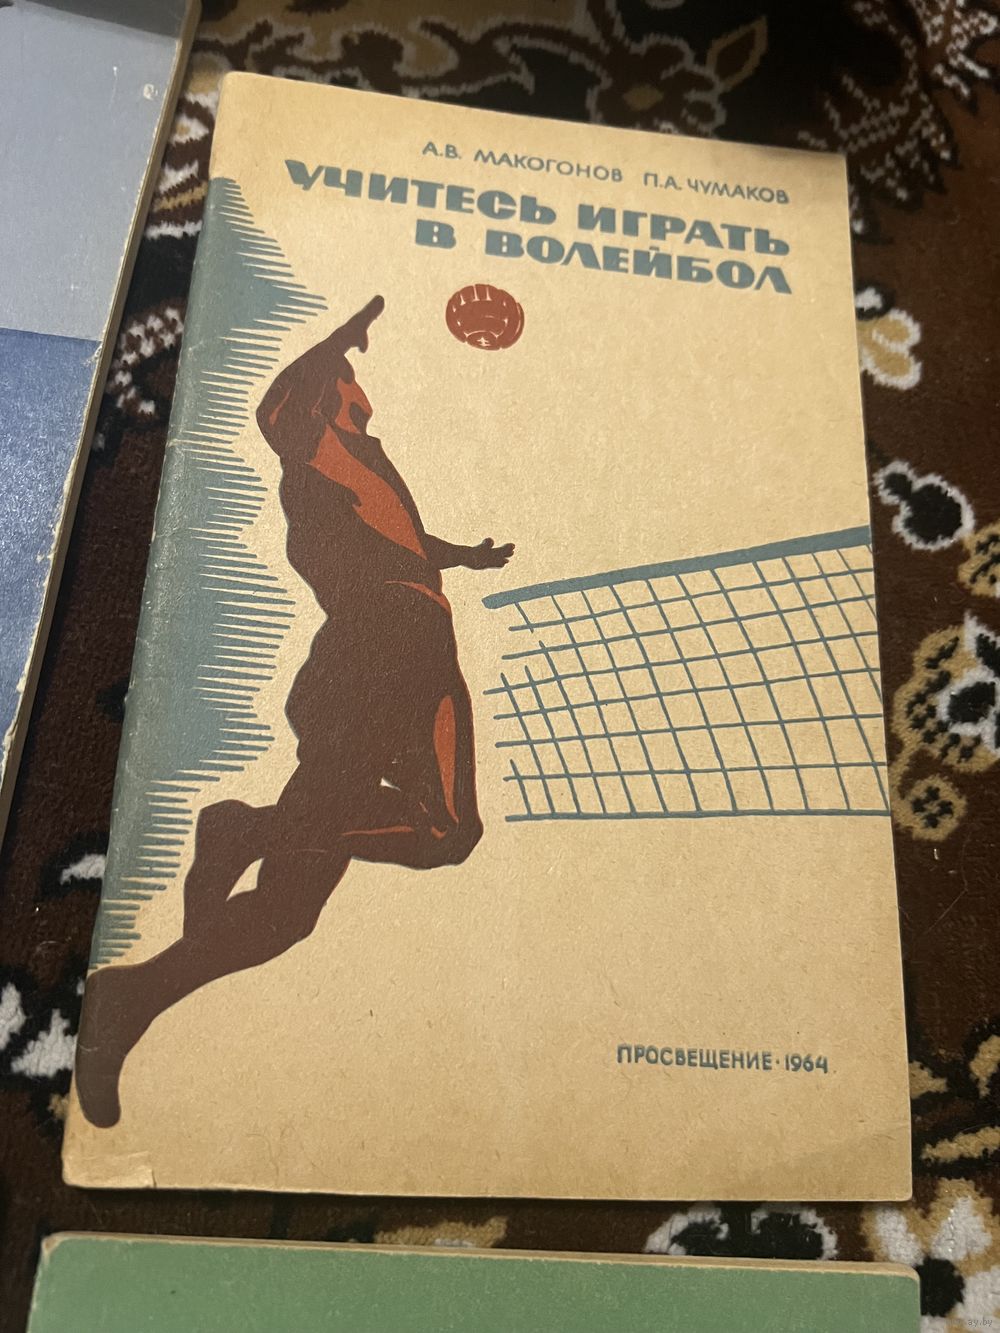 А.В. МАКОГОНОВ П.А. ЧУМАКОВ
УЧИТЕСЬ ИГРАТЬ
В ВОЛЕЙБОЛ
ПРОСВЕЩЕНИЕ · 1964